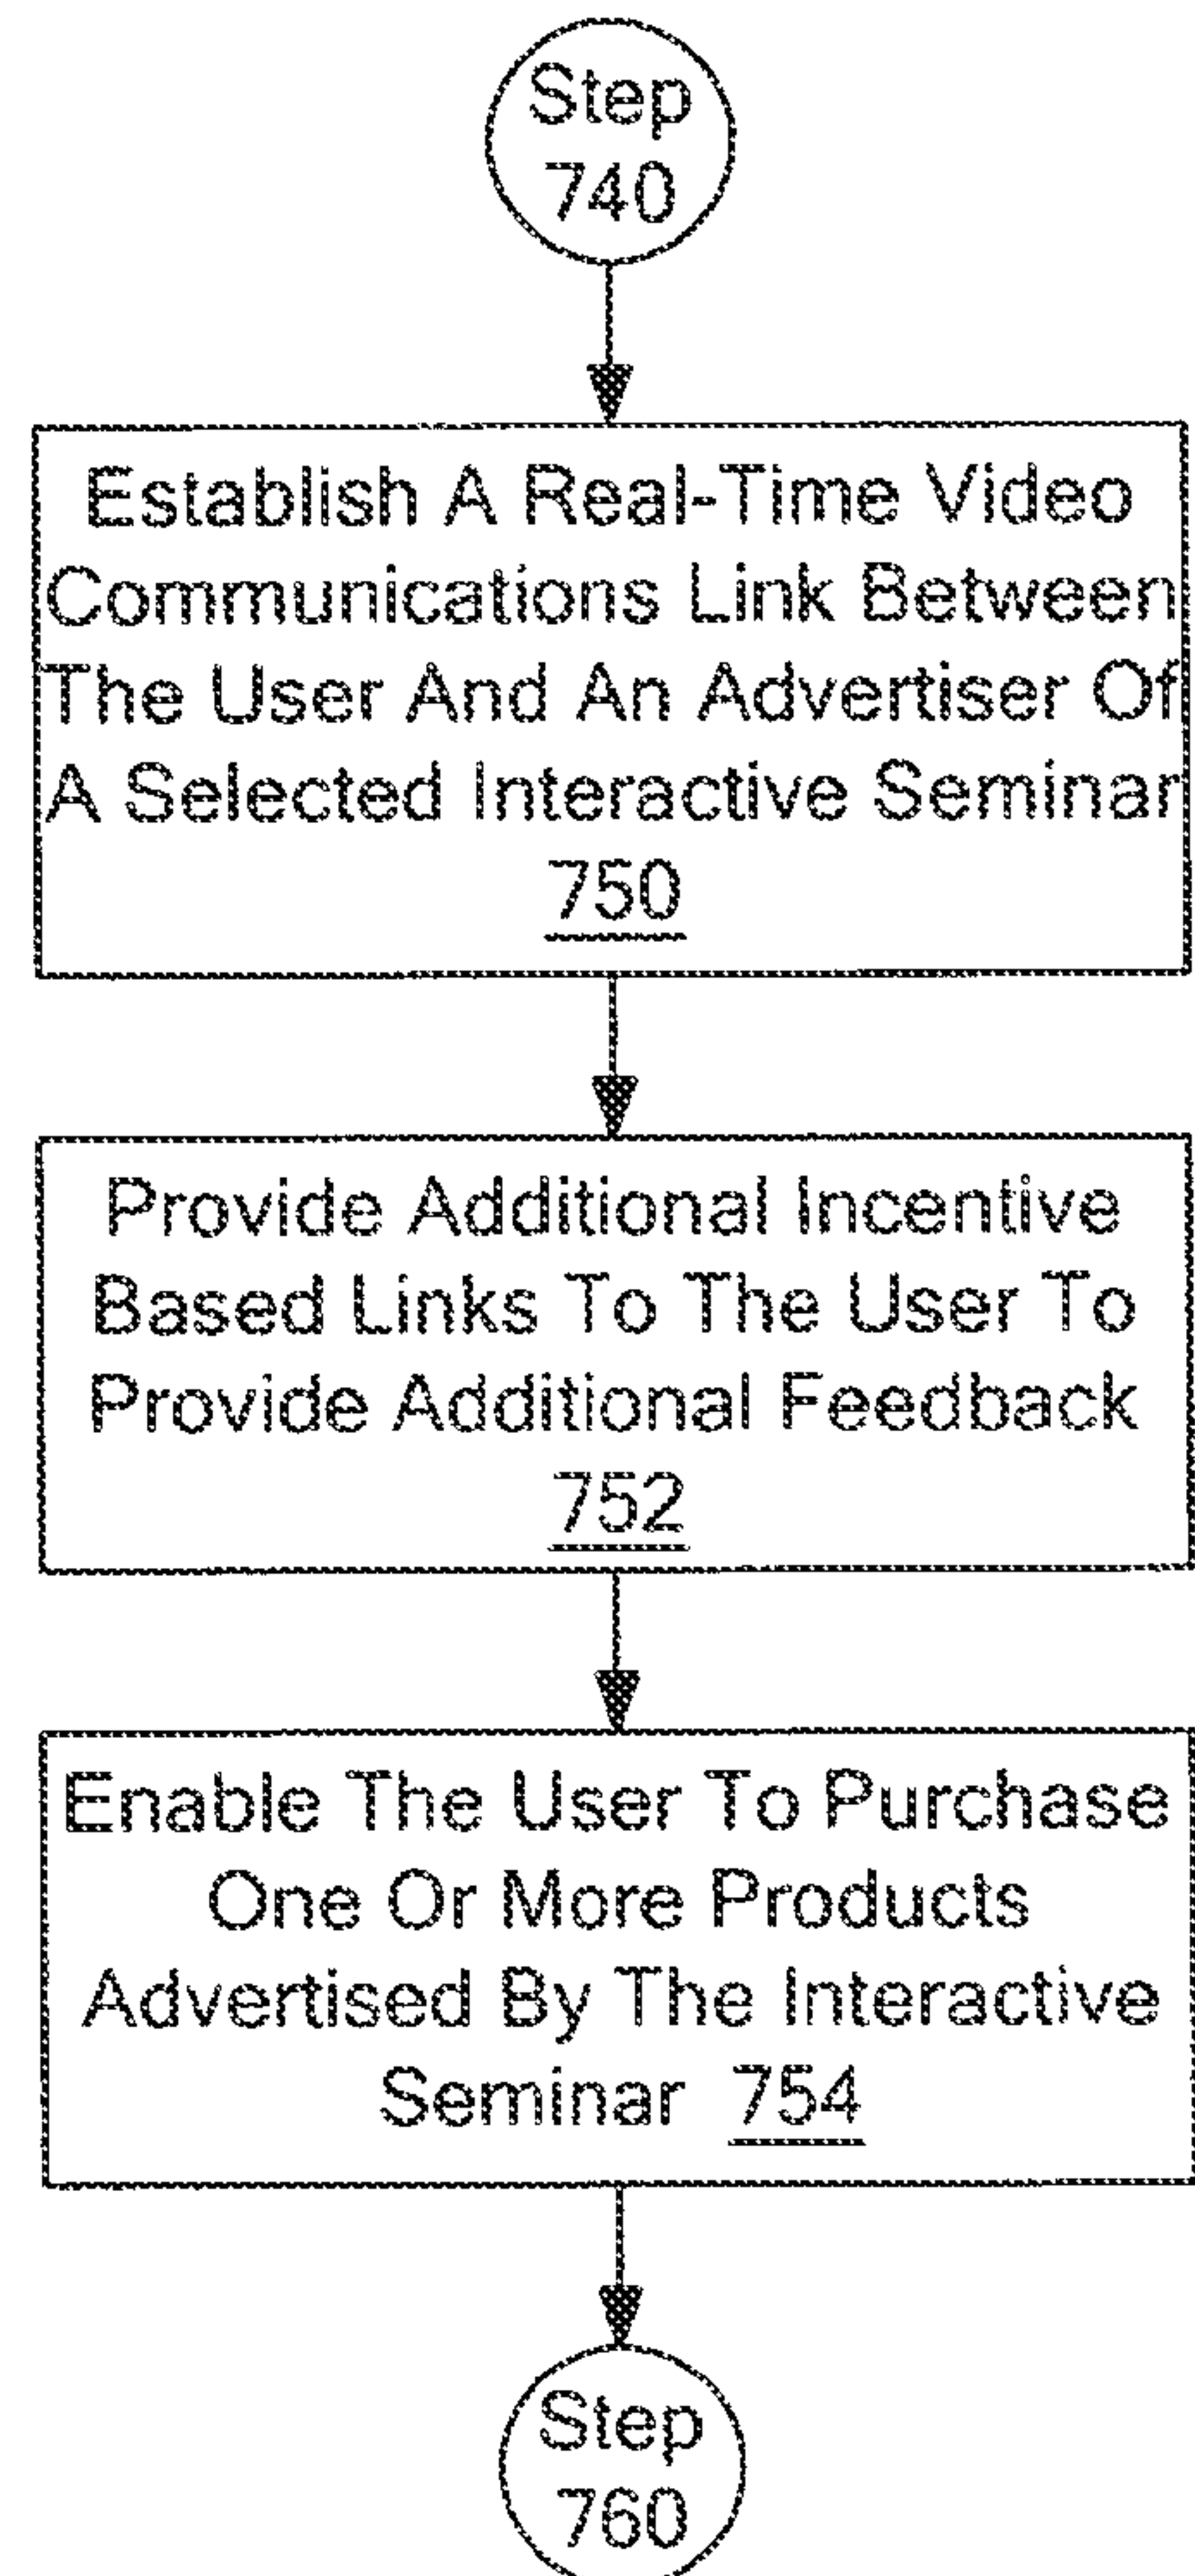 Step
740
Establish A Real-Time Video
Communications Link Between
The User And An Advertiser Of
A Selected Interactive Seminar
750
Provide Additional Incentive
Based Links To The User To
Provide Additional Feedback
752
Enable The User To Purchase
One Or More Products
Advertised By The Interactive
Seminar 754
Step
760